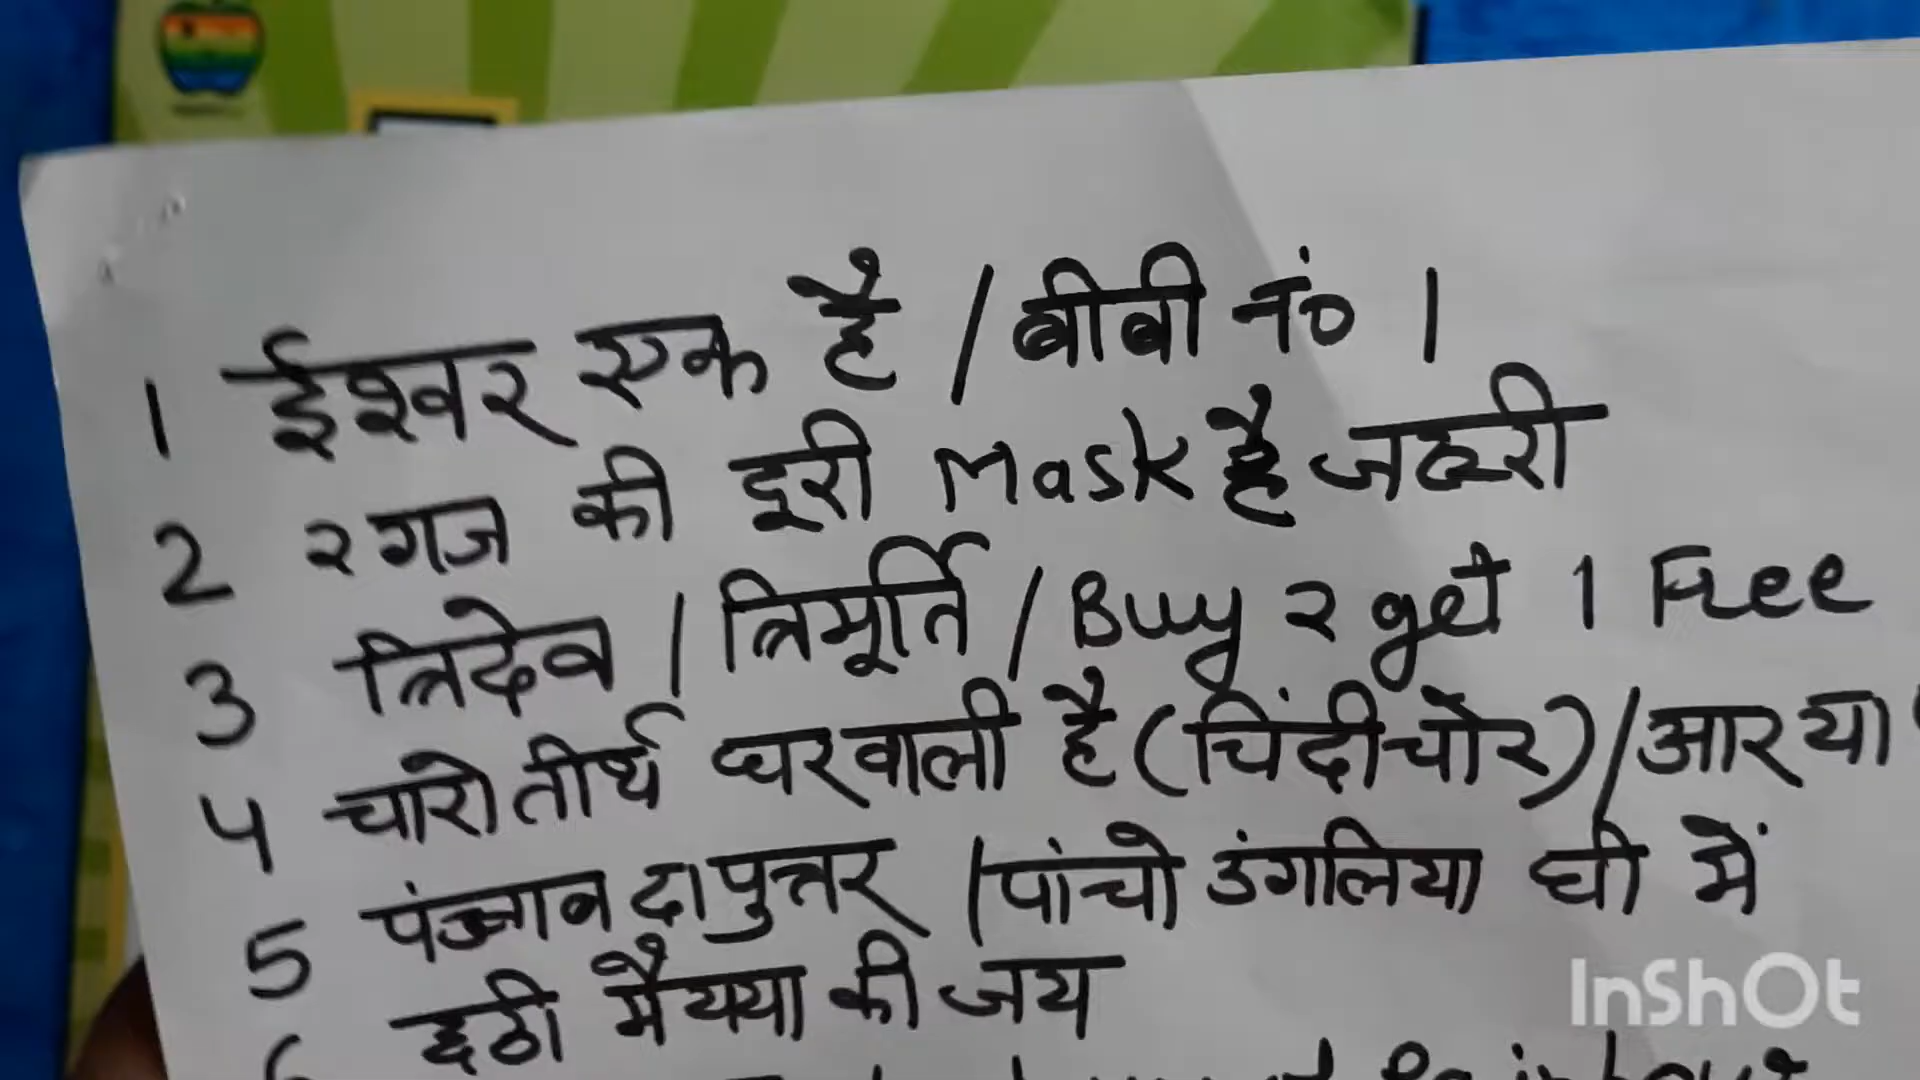 1 ईश्वर एक है / बीबी नं० 1
2 २ गज की दूरी Mask है जरूरी
3 त्रिदेव / त्रिमूर्ति / Buy २ get 1 Free
4 चारो तीर्थ घरवाली है (चिंदीचोर) / आर या
5 पंजाब दा पुत्तर / पांचो उंगलिया घी में
6 छठी मैय्या की जय
InShOt